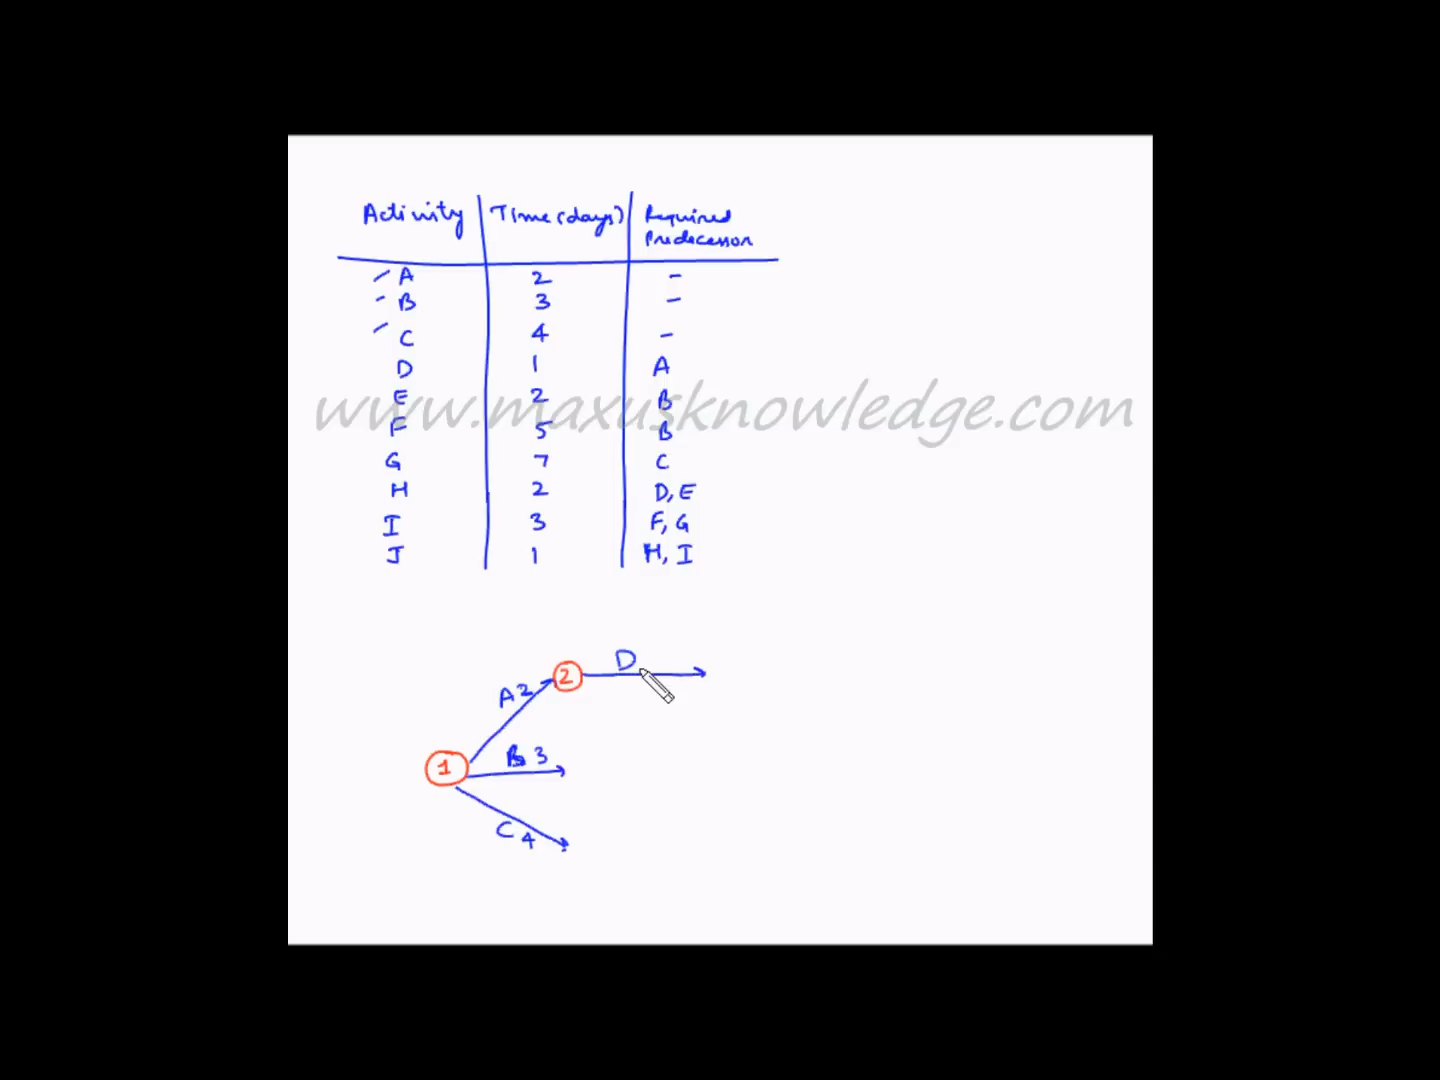 Activity Time (days) Required Predecessor
A 2 -
B 3 -
C 4 -
D 1 A
E 2 B
F 5 B
G 7 C
H 2 D, E
I 3 F, G
J 1 H, I
www.maxusknowledge.com
D
2
A 2
B 3
1
C 4